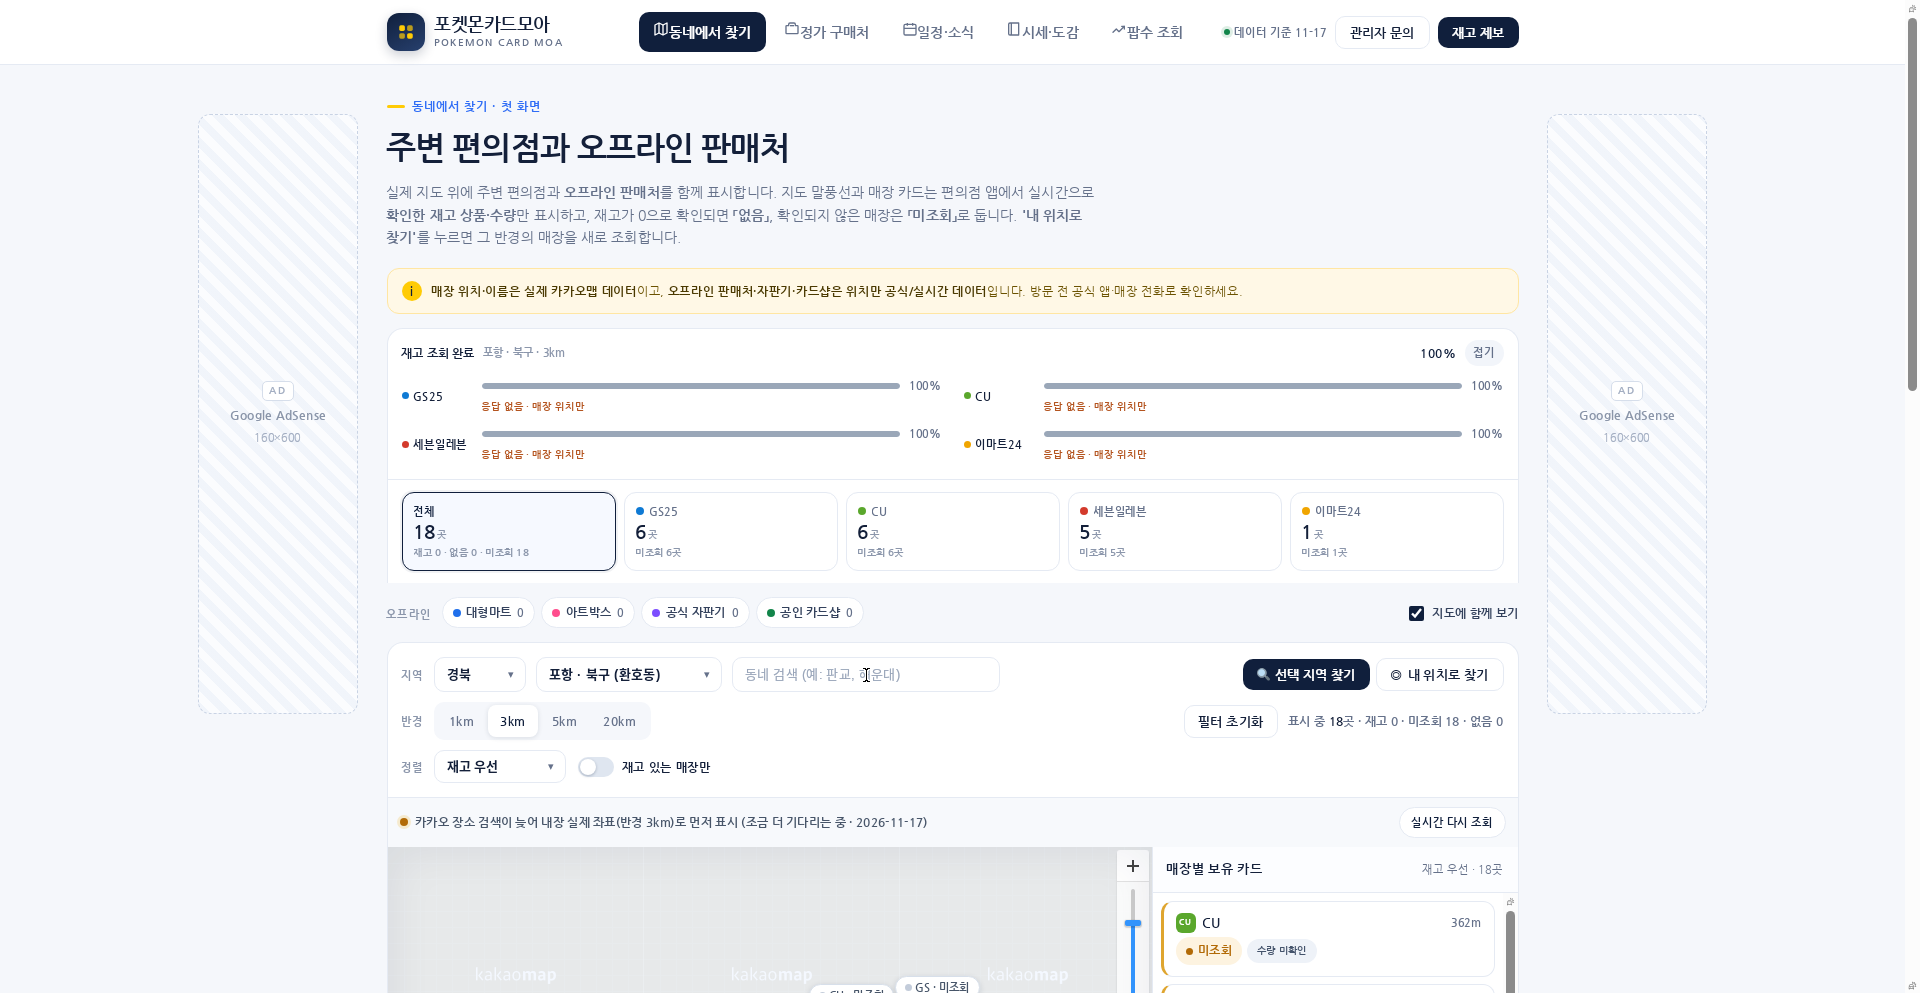 포켓몬카드모아
POKEMON CARD MOA
동네에서 찾기
정가 구매처
일정·소식
시세·도감
팝수 조회
데이터 기준 11-17
관리자 문의
재고 제보
동네에서 찾기 · 첫 화면
주변 편의점과 오프라인 판매처
실제 지도 위에 주변 편의점과 오프라인 판매처를 함께 표시합니다. 지도 말풍선과 매장 카드는 편의점 앱에서 실시간으로
확인한 재고 상품·수량만 표시하고, 재고가 0으로 확인되면 「없음」, 확인되지 않은 매장은 「미조회」로 둡니다. '내 위치로
찾기'를 누르면 그 반경의 매장을 새로 조회합니다.
매장 위치·이름은 실제 카카오맵 데이터이고, 오프라인 판매처·자판기·카드샵은 위치만 공식/실시간 데이터입니다. 방문 전 공식 앱·매장 전화로 확인하세요.
재고 조회 완료 포항 · 북구 · 3km
100% 접기
GS25 100%
응답 없음 · 매장 위치만
CU 100%
응답 없음 · 매장 위치만
세븐일레븐 100%
응답 없음 · 매장 위치만
이마트24 100%
응답 없음 · 매장 위치만
전체
18곳
재고 0 · 없음 0 · 미조회 18
GS25
6곳
미조회 6곳
CU
6곳
미조회 6곳
세븐일레븐
5곳
미조회 5곳
이마트24
1곳
미조회 1곳
오프라인 대형마트 0 아트박스 0 공식 자판기 0 공인 카드샵 0
지도에 함께 보기
지역 경북 포항 · 북구 (환호동) 동네 검색 (예: 판교, 해운대)
선택 지역 찾기
내 위치로 찾기
반경 1km 3km 5km 20km
필터 초기화 표시 중 18곳 · 재고 0 · 미조회 18 · 없음 0
정렬 재고 우선 재고 있는 매장만
카카오 장소 검색이 늦어 내장 실제 좌표(반경 3km)로 먼저 표시 (조금 더 기다리는 중 · 2026-11-17)
실시간 다시 조회
매장별 보유 카드 재고 우선 · 18곳
CU CU 362m
미조회 수량 미확인
kakaomap kakaomap kakaomap
GS · 미조회
CU · 미조회
AD
Google AdSense
160×600
AD
Google AdSense
160×600